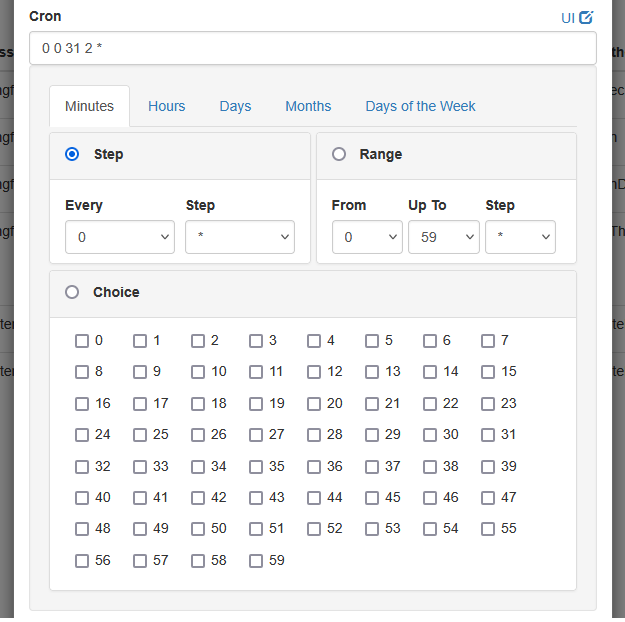 Cron UI
0 0 31 2 *
Minutes Hours Days Months Days of the Week
Step Range
Every Step From Up To Step
0 * 0 59 *
Choice
0 1 2 3 4 5 6 7
8 9 10 11 12 13 14 15
16 17 18 19 20 21 22 23
24 25 26 27 28 29 30 31
32 33 34 35 36 37 38 39
40 41 42 43 44 45 46 47
48 49 50 51 52 53 54 55
56 57 58 59